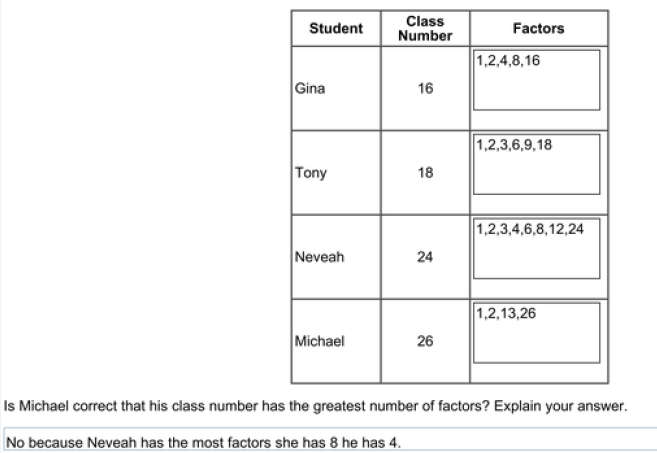 Student Class Number Factors
Gina 16 1,2,4,8,16
Tony 18 1,2,3,6,9,18
Neveah 24 1,2,3,4,6,8,12,24
Michael 26 1,2,13,26
Is Michael correct that his class number has the greatest number of factors? Explain your answer.
No because Neveah has the most factors she has 8 he has 4.